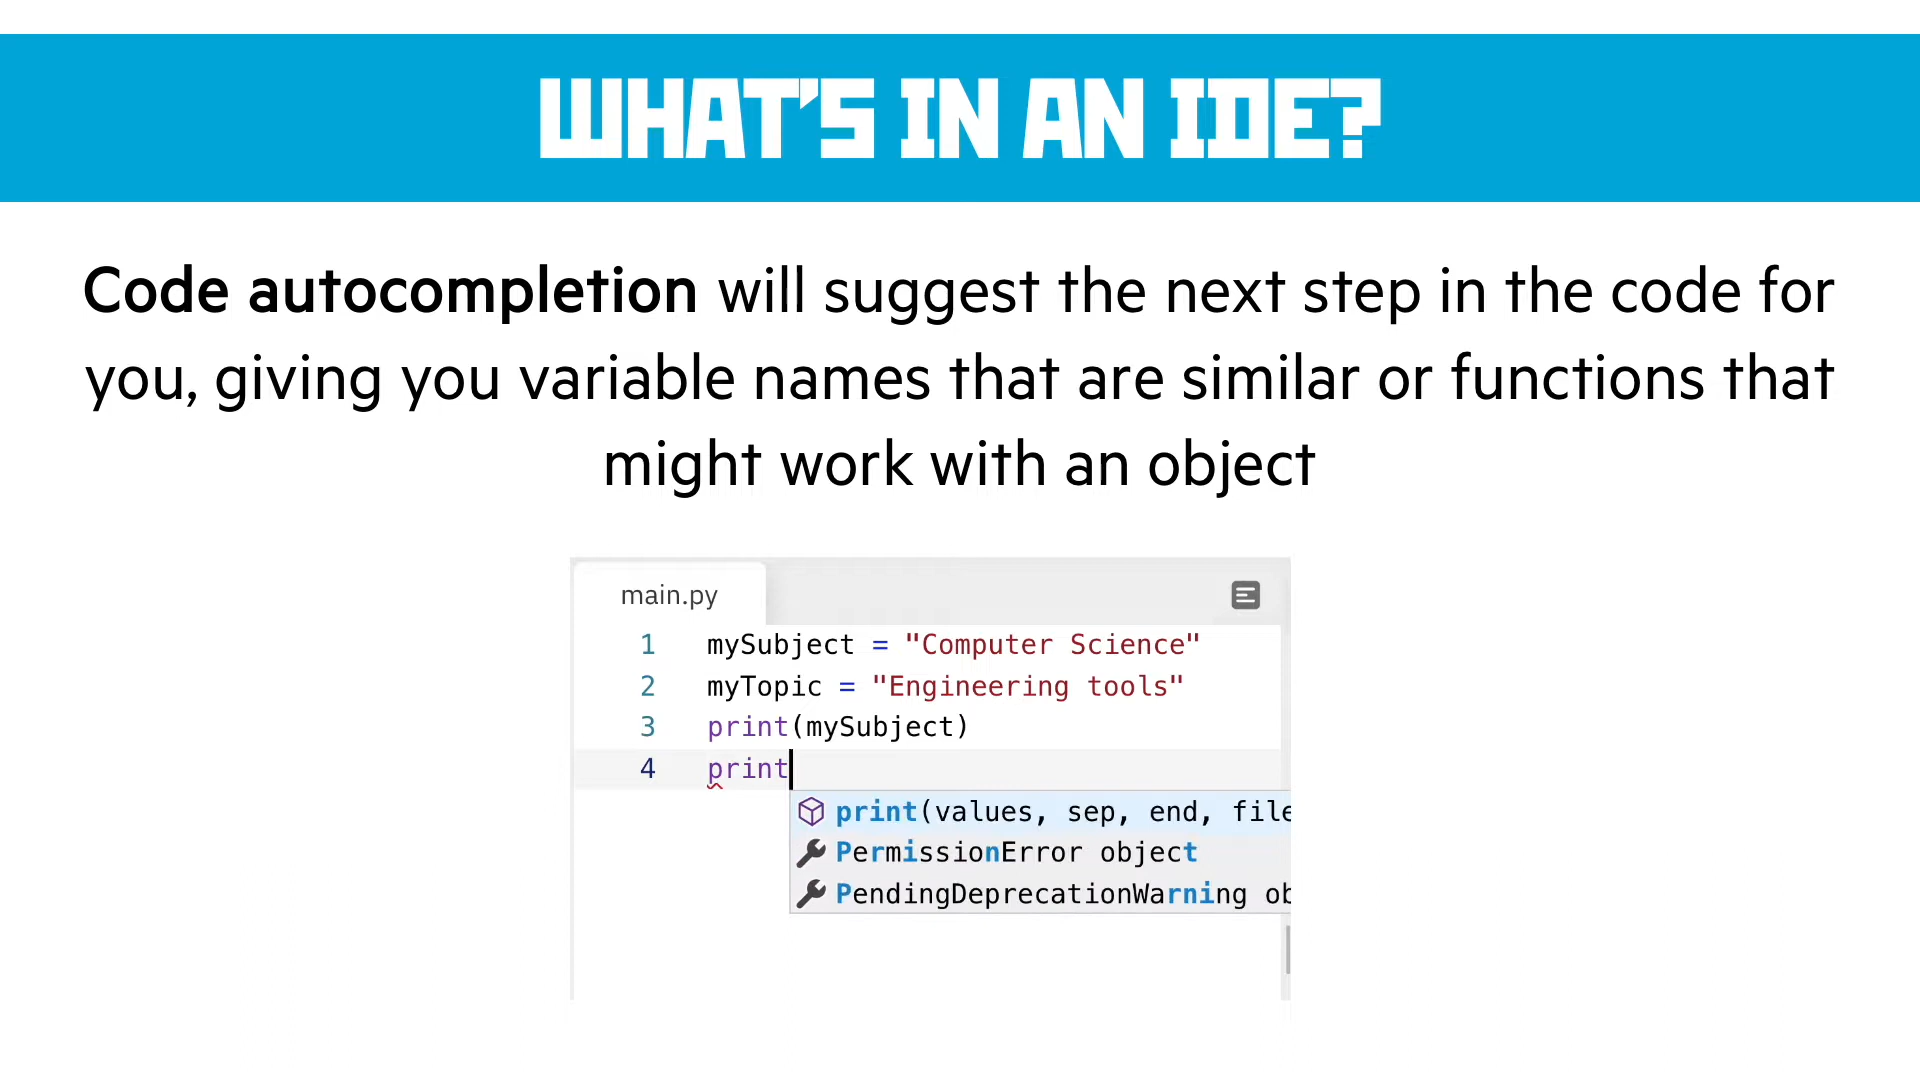 WHAT'S IN AN IDE?
Code autocompletion will suggest the next step in the code for
you, giving you variable names that are similar or functions that
might work with an object
main.py
1 mySubject = "Computer Science"
2 myTopic = "Engineering tools"
3 print(mySubject)
4 print
print(values, sep, end, file
PermissionError object
PendingDeprecationWarning ob